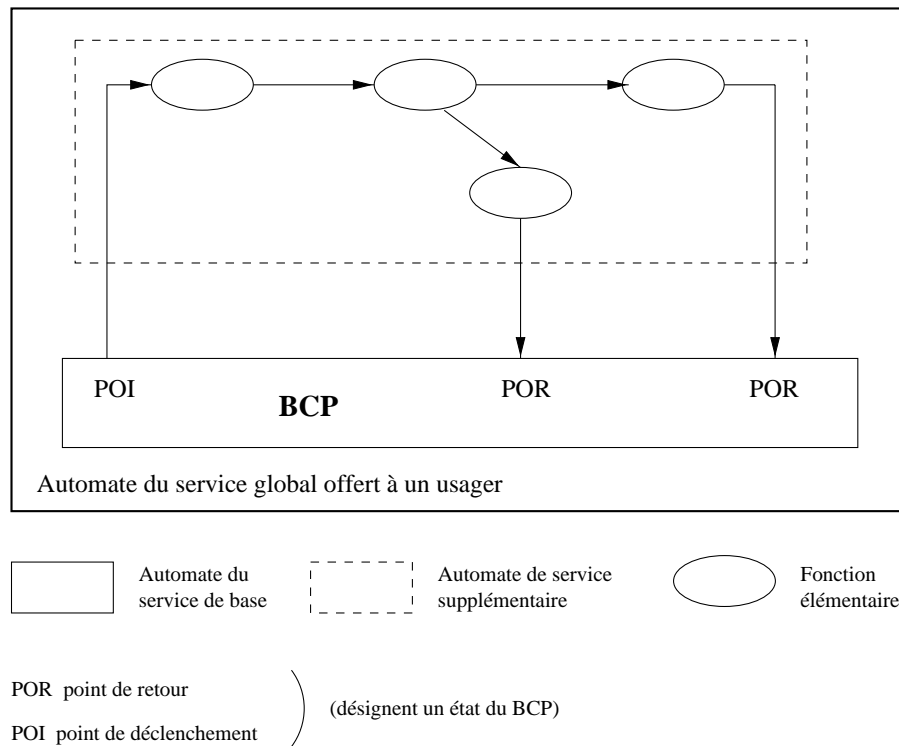 POI
POR
POR
BCP
Automate du service global offert à un usager
Automate du
service de base
Automate de service
supplémentaire
Fonction
élémentaire
POR point de retour
(désignent un état du BCP)
POI point de déclenchement